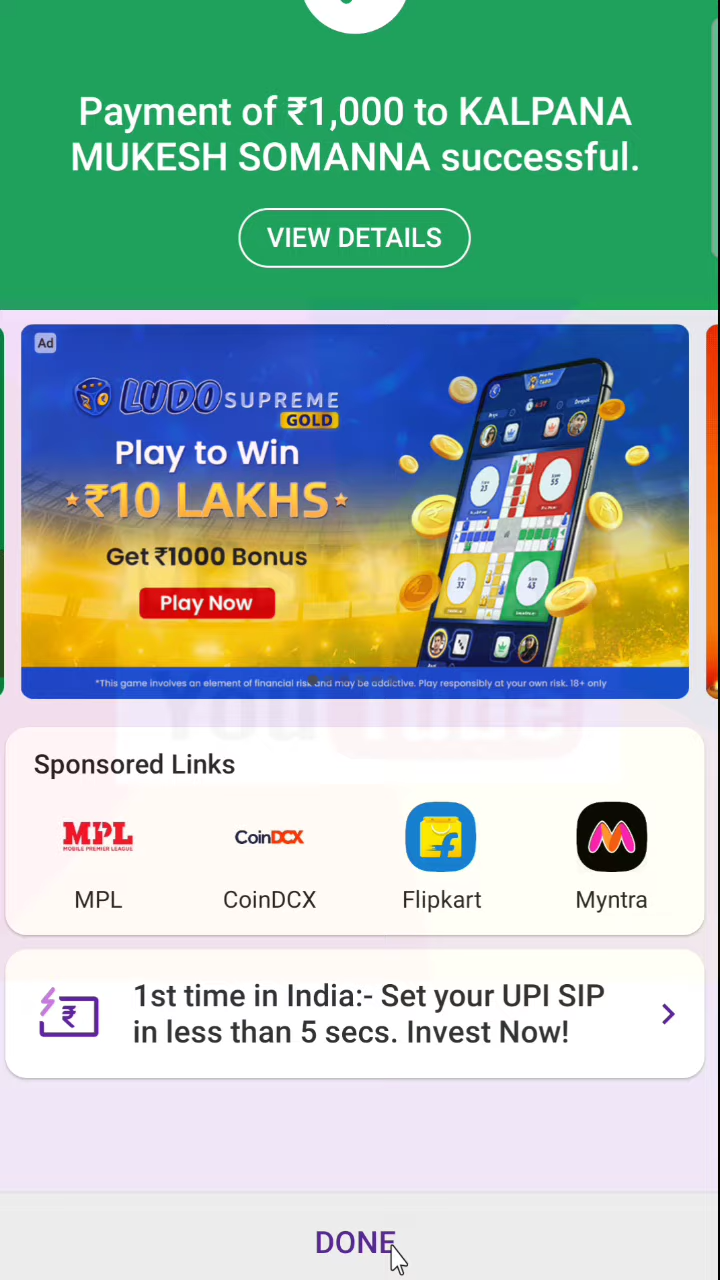 Payment of ₹1,000 to KALPANA
MUKESH SOMANNA successful.
VIEW DETAILS
Ad
LUDO SUPREME
GOLD
Play to Win
₹10 LAKHS
Get ₹1000 Bonus
Play Now
*This game involves an element of financial risk and may be addictive. Play responsibly at your own risk. 18+ only
Sponsored Links
MPL
MOBILE PREMIER LEAGUE
CoinDCX
MPL
CoinDCX
Flipkart
Myntra
1st time in India:- Set your UPI SIP
in less than 5 secs. Invest Now!
DONE